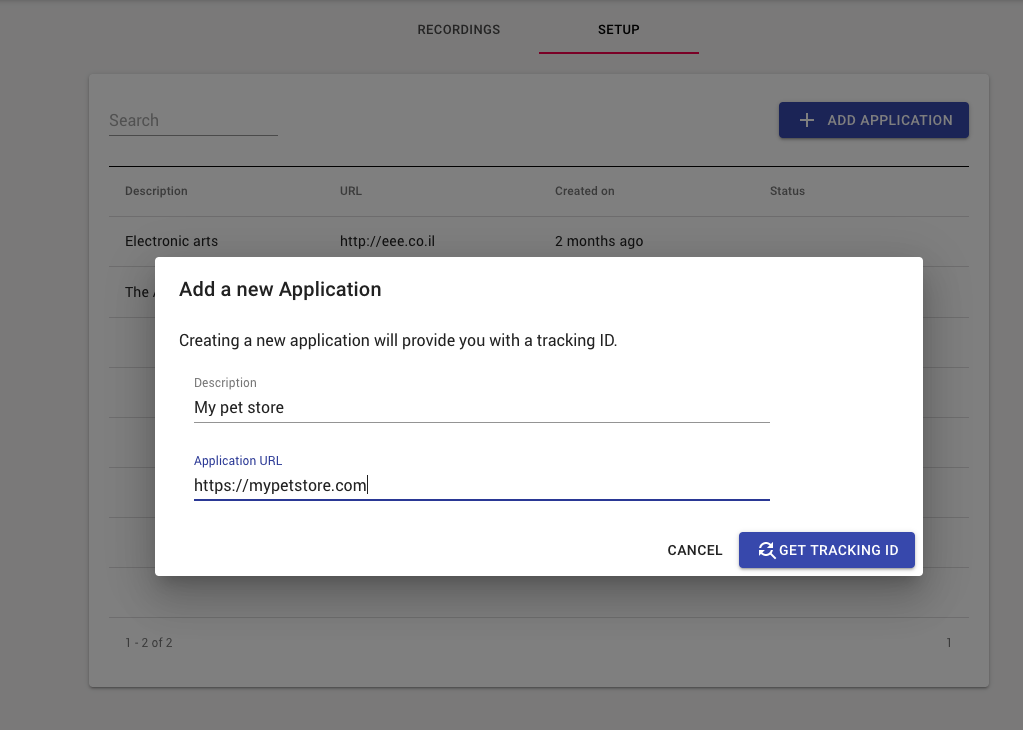 RECORDINGS SETUP
Search
ADD APPLICATION
Description URL Created on Status
Electronic arts http://eee.co.il 2 months ago
The
Add a new Application
Creating a new application will provide you with a tracking ID.
Description
My pet store
Application URL
https://mypetstore.com
CANCEL GET TRACKING ID
1 - 2 of 2 1